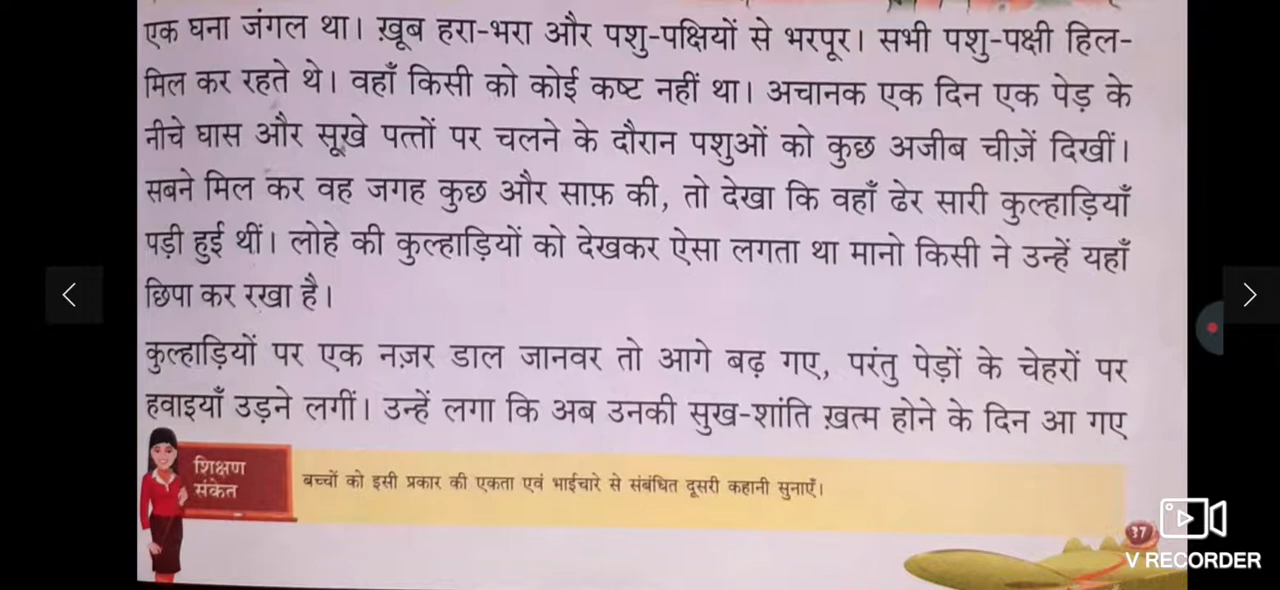 एक घना जंगल था। ख़ूब हरा-भरा और पशु-पक्षियों से भरपूर। सभी पशु-पक्षी हिल-
मिल कर रहते थे। वहाँ किसी को कोई कष्ट नहीं था। अचानक एक दिन एक पेड़ के
नीचे घास और सूखे पत्तों पर चलने के दौरान पशुओं को कुछ अजीब चीज़ें दिखीं।
सबने मिल कर वह जगह कुछ और साफ़ की, तो देखा कि वहाँ ढेर सारी कुल्हाड़ियाँ
पड़ी हुई थीं। लोहे की कुल्हाड़ियों को देखकर ऐसा लगता था मानो किसी ने उन्हें यहाँ
छिपा कर रखा है।
कुल्हाड़ियों पर एक नज़र डाल जानवर तो आगे बढ़ गए, परंतु पेड़ों के चेहरों पर
हवाइयाँ उड़ने लगीं। उन्हें लगा कि अब उनकी सुख-शांति ख़त्म होने के दिन आ गए
शिक्षण
संकेत
बच्चों को इसी प्रकार की एकता एवं भाईचारे से संबंधित दूसरी कहानी सुनाएँ।
37
V RECORDER